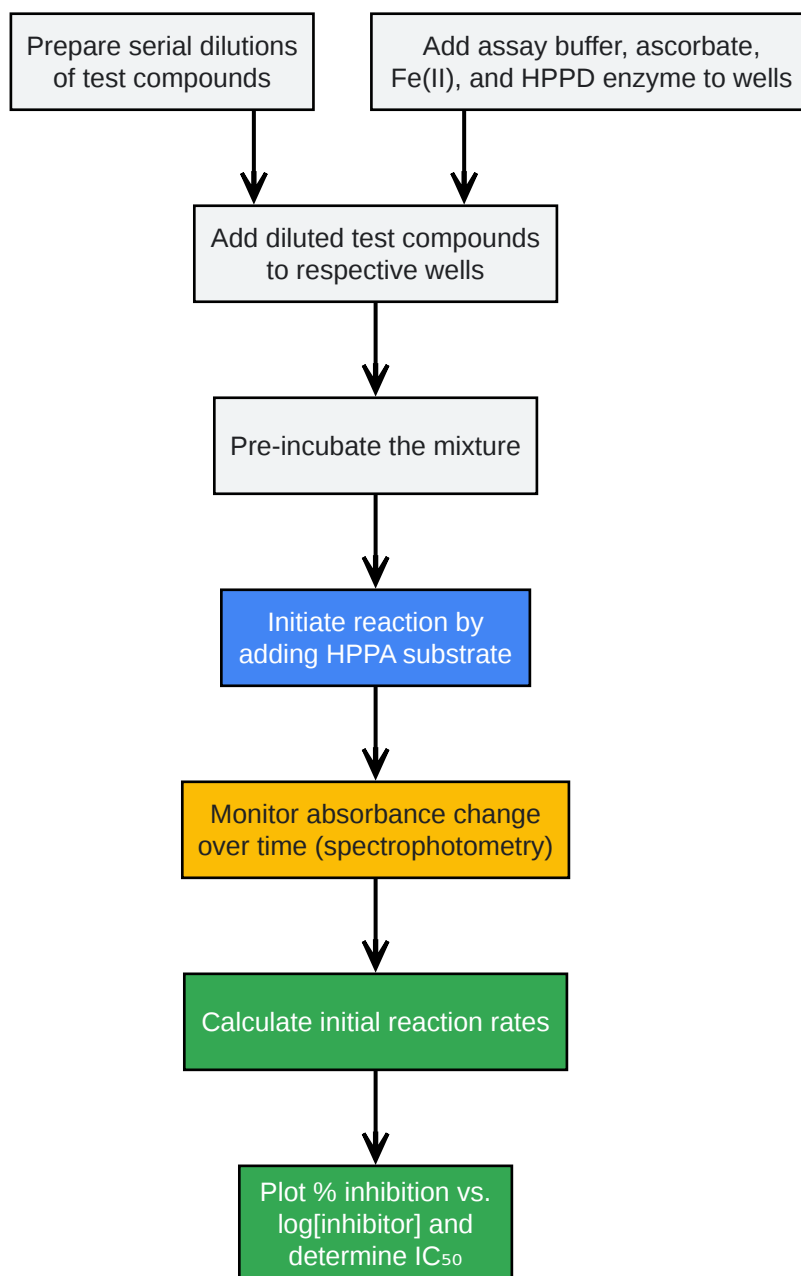 Prepare serial dilutions
of test compounds
Add assay buffer, ascorbate,
Fe(II), and HPPD enzyme to wells
Add diluted test compounds
to respective wells
Pre-incubate the mixture
Initiate reaction by
adding HPPA substrate
Monitor absorbance change
over time (spectrophotometry)
Calculate initial reaction rates
Plot % inhibition vs.
log[inhibitor] and
determine IC₅₀